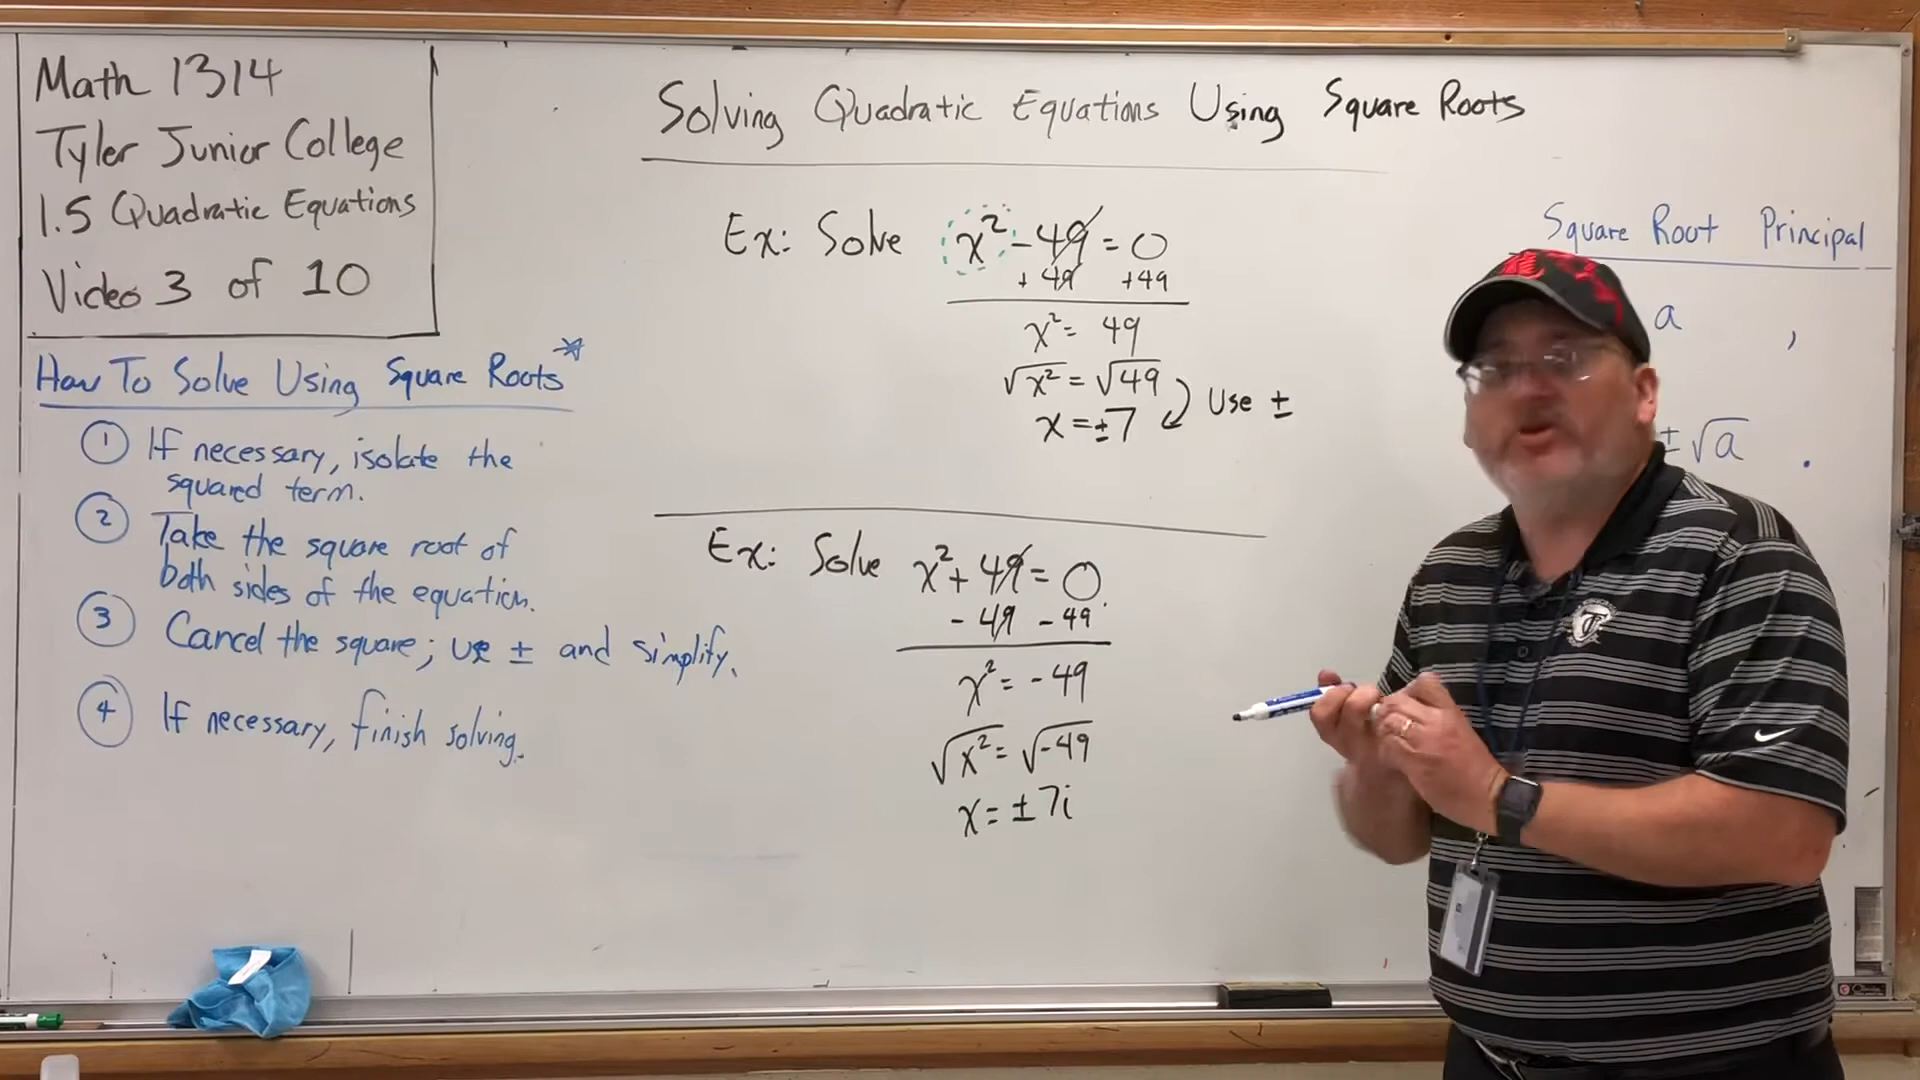 Math 1314
Tyler Junior College
1.5 Quadratic Equations
Video 3 of 10
How To Solve Using Square Roots*
① If necessary, isolate the
squared term.
② Take the square root of
both sides of the equation.
③ Cancel the square; use ± and simplify.
④ If necessary, finish solving.
Solving Quadratic Equations Using Square Roots
Ex: Solve x² - 49 = 0
+ 49 +49
x² = 49
√x² = √49
x = ±7
Use ±
Ex: Solve x² + 49 = 0
- 49 - 49
x² = -49
√x² = √-49
x = ± 7i
Square Root Principal
a ,
± √a .